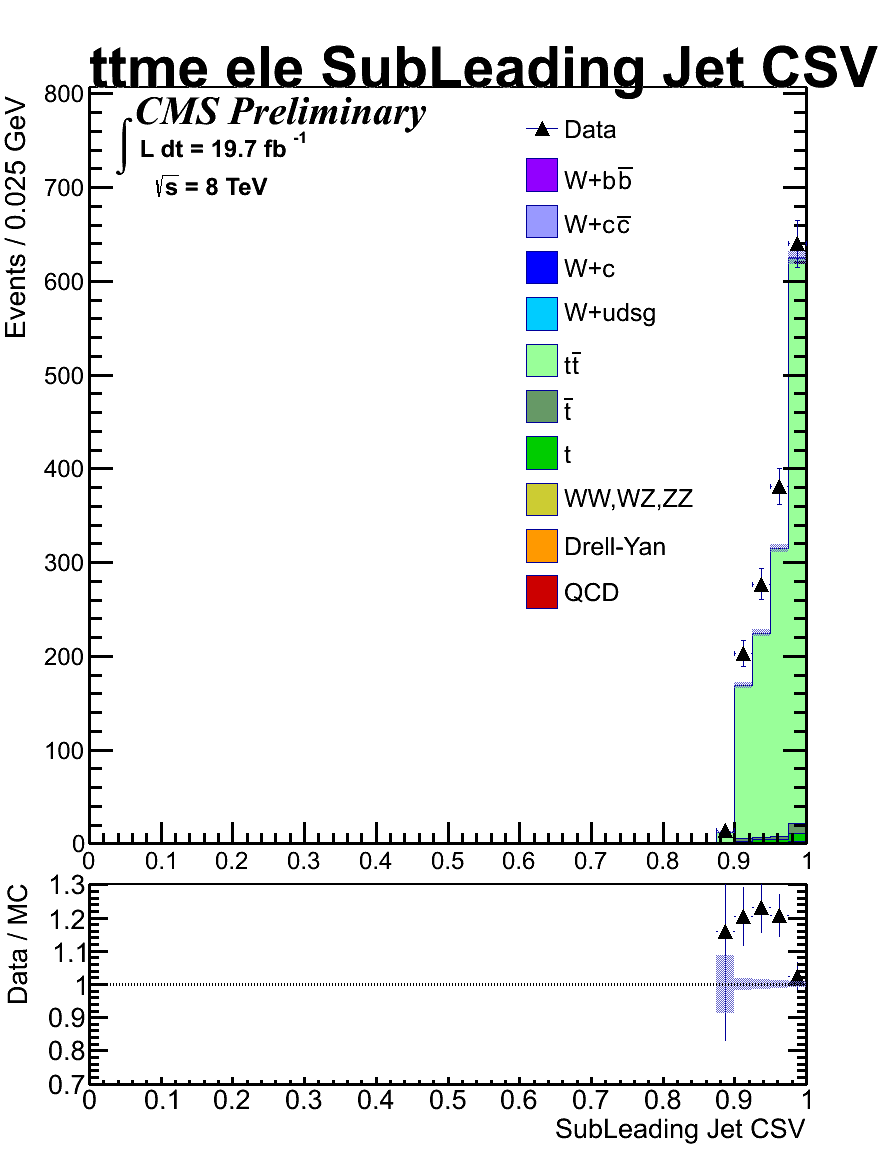 ttme ele SubLeading Jet CSV
CMS Preliminary
∫ L dt = 19.7 fb -1
√s = 8 TeV
Events / 0.025 GeV
800
700
600
500
400
300
200
100
0
Data
W+bb̅
W+cc̅
W+c
W+udsg
tt̅
t̅
t
WW,WZ,ZZ
Drell-Yan
QCD
0 0.1 0.2 0.3 0.4 0.5 0.6 0.7 0.8 0.9 1
Data / MC
1.3
1.2
1.1
1
0.9
0.8
0.7
0 0.1 0.2 0.3 0.4 0.5 0.6 0.7 0.8 0.9 1
SubLeading Jet CSV